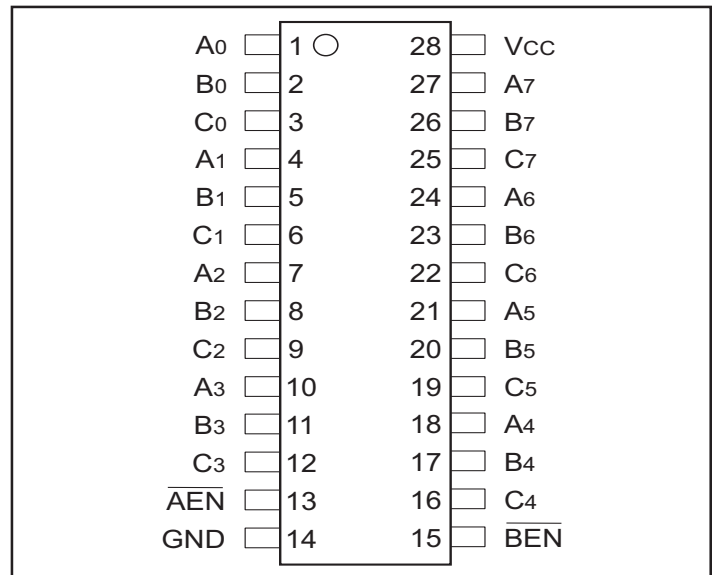 A0 1 28 VCC
B0 2 27 A7
C0 3 26 B7
A1 4 25 C7
B1 5 24 A6
C1 6 23 B6
A2 7 22 C6
B2 8 21 A5
C2 9 20 B5
A3 10 19 C5
B3 11 18 A4
C3 12 17 B4
A̅E̅N̅ 13 16 C4
GND 14 15 B̅E̅N̅